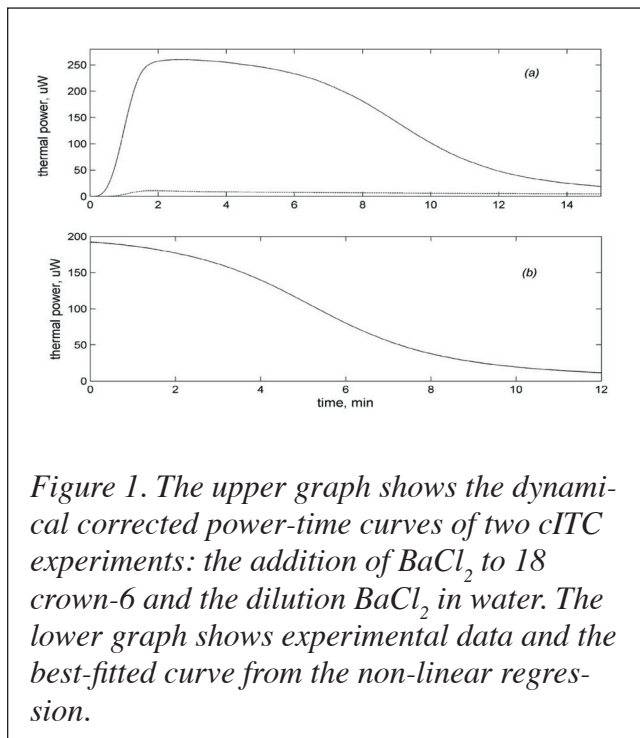 (a)
thermal power, uW
250
200
150
100
50
0
0 2 4 6 8 10 12 14
(b)
thermal power, uW
200
150
100
50
0
0 2 4 6 8 10 12
time, min
Figure 1. The upper graph shows the dynami-
cal corrected power-time curves of two cITC
experiments: the addition of BaCl₂ to 18
crown-6 and the dilution BaCl₂ in water. The
lower graph shows experimental data and the
best-fitted curve from the non-linear regres-
sion.